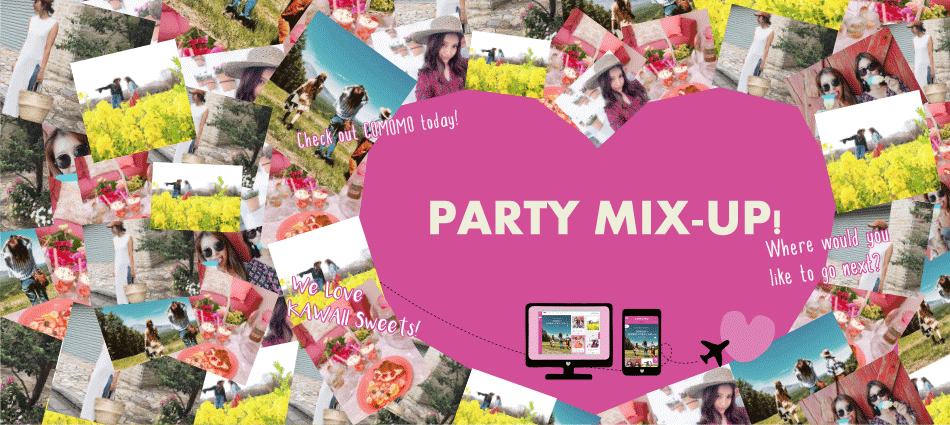 Check out COMOMO today!
PARTY MIX-UP!
Where would you
like to go next?
We Love
KAWAII Sweets!